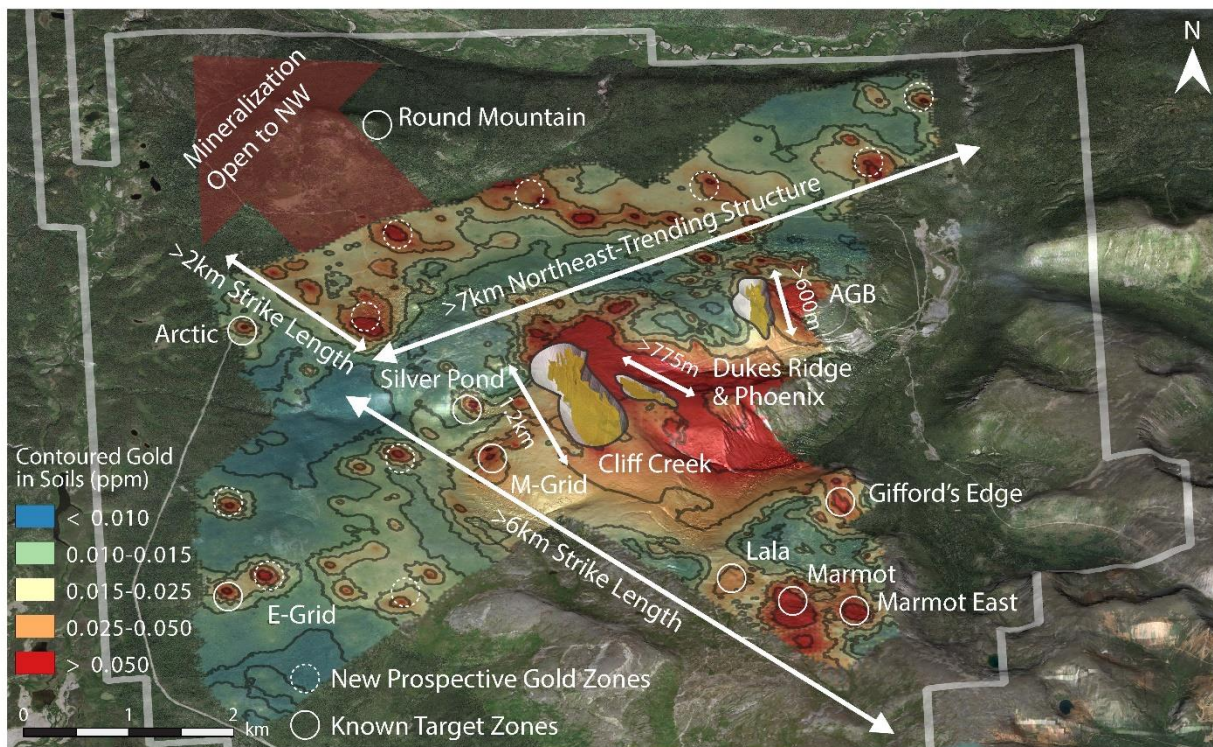 N
Mineralization
Open to NW
Round Mountain
>7km Northeast-Trending Structure
>2km Strike Length
Arctic
>600m
AGB
>775m
Dukes Ridge
& Phoenix
Silver Pond
1.2km
Cliff Creek
M-Grid
Gifford's Edge
>6km Strike Length
Lala
Marmot
Marmot East
E-Grid
Contoured Gold
in Soils (ppm)
< 0.010
0.010-0.015
0.015-0.025
0.025-0.050
> 0.050
New Prospective Gold Zones
Known Target Zones
0 1 2
km